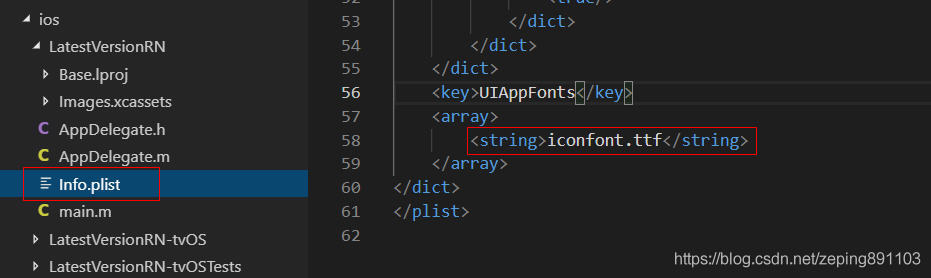 ios
LatestVersionRN
Base.lproj
Images.xcassets
C AppDelegate.h
C AppDelegate.m
Info.plist
C main.m
LatestVersionRN-tvOS
LatestVersionRN-tvOSTests
52 <true/>
53 </dict>
54 </dict>
55 </dict>
56 <key>UIAppFonts</key>
57 <array>
58 <string>iconfont.ttf</string>
59 </array>
60 </dict>
61 </plist>
62
https://blog.csdn.net/zeping891103